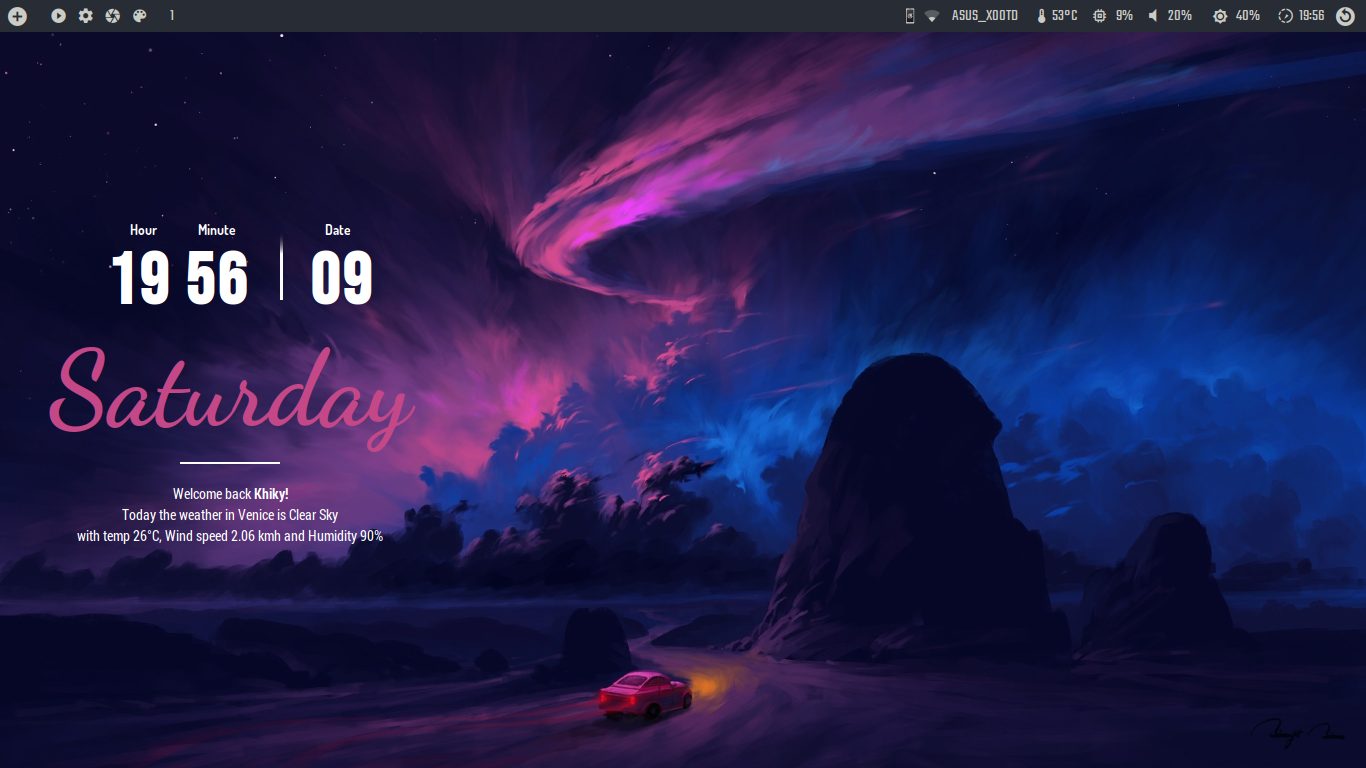 1 ASUS_X00TD 53°C 9% 20% 40% 19:56
Hour Minute Date
19 56 09
Saturday
Welcome back Khiky!
Today the weather in Venice is Clear Sky
with temp 26°C, Wind speed 2.06 kmh and Humidity 90%